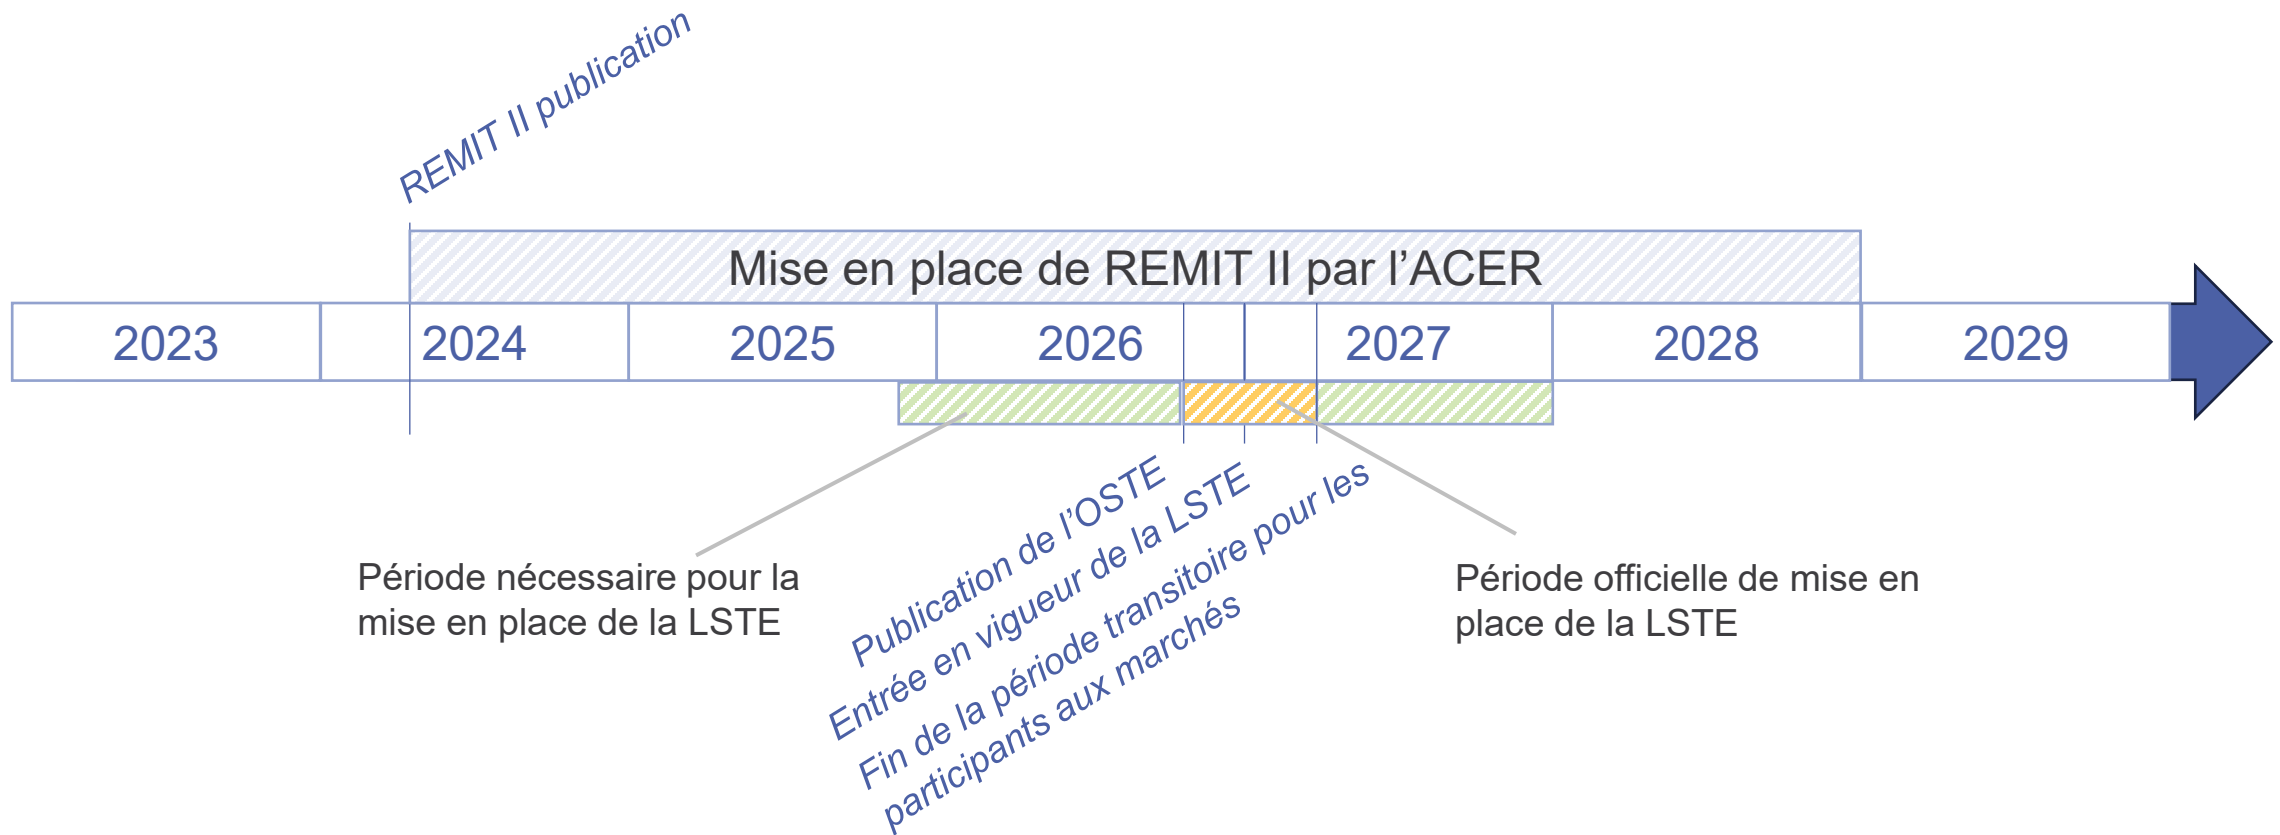 REMIT II publication
Mise en place de REMIT II par l’ACER
2023 2024 2025 2026 2027 2028 2029
Publication de l’OSTE
Entrée en vigueur de la LSTE
Fin de la période transitoire pour les
participants aux marchés
Période nécessaire pour la
mise en place de la LSTE
Période officielle de mise en
place de la LSTE